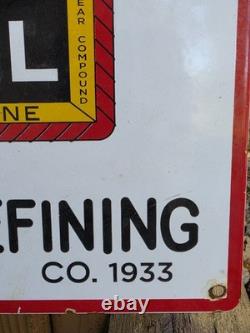 L
EAR COMPOUND
NE
EFINING
CO. 1933
ebay